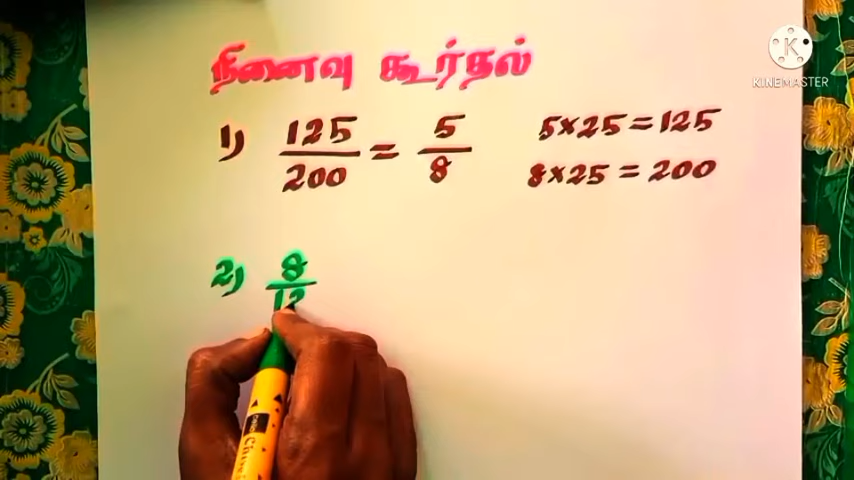 நினைவு கூர்தல்
1) 125/200 = 5/8
5×25 = 125
8×25 = 200
2) 8/12
KINEMASTER